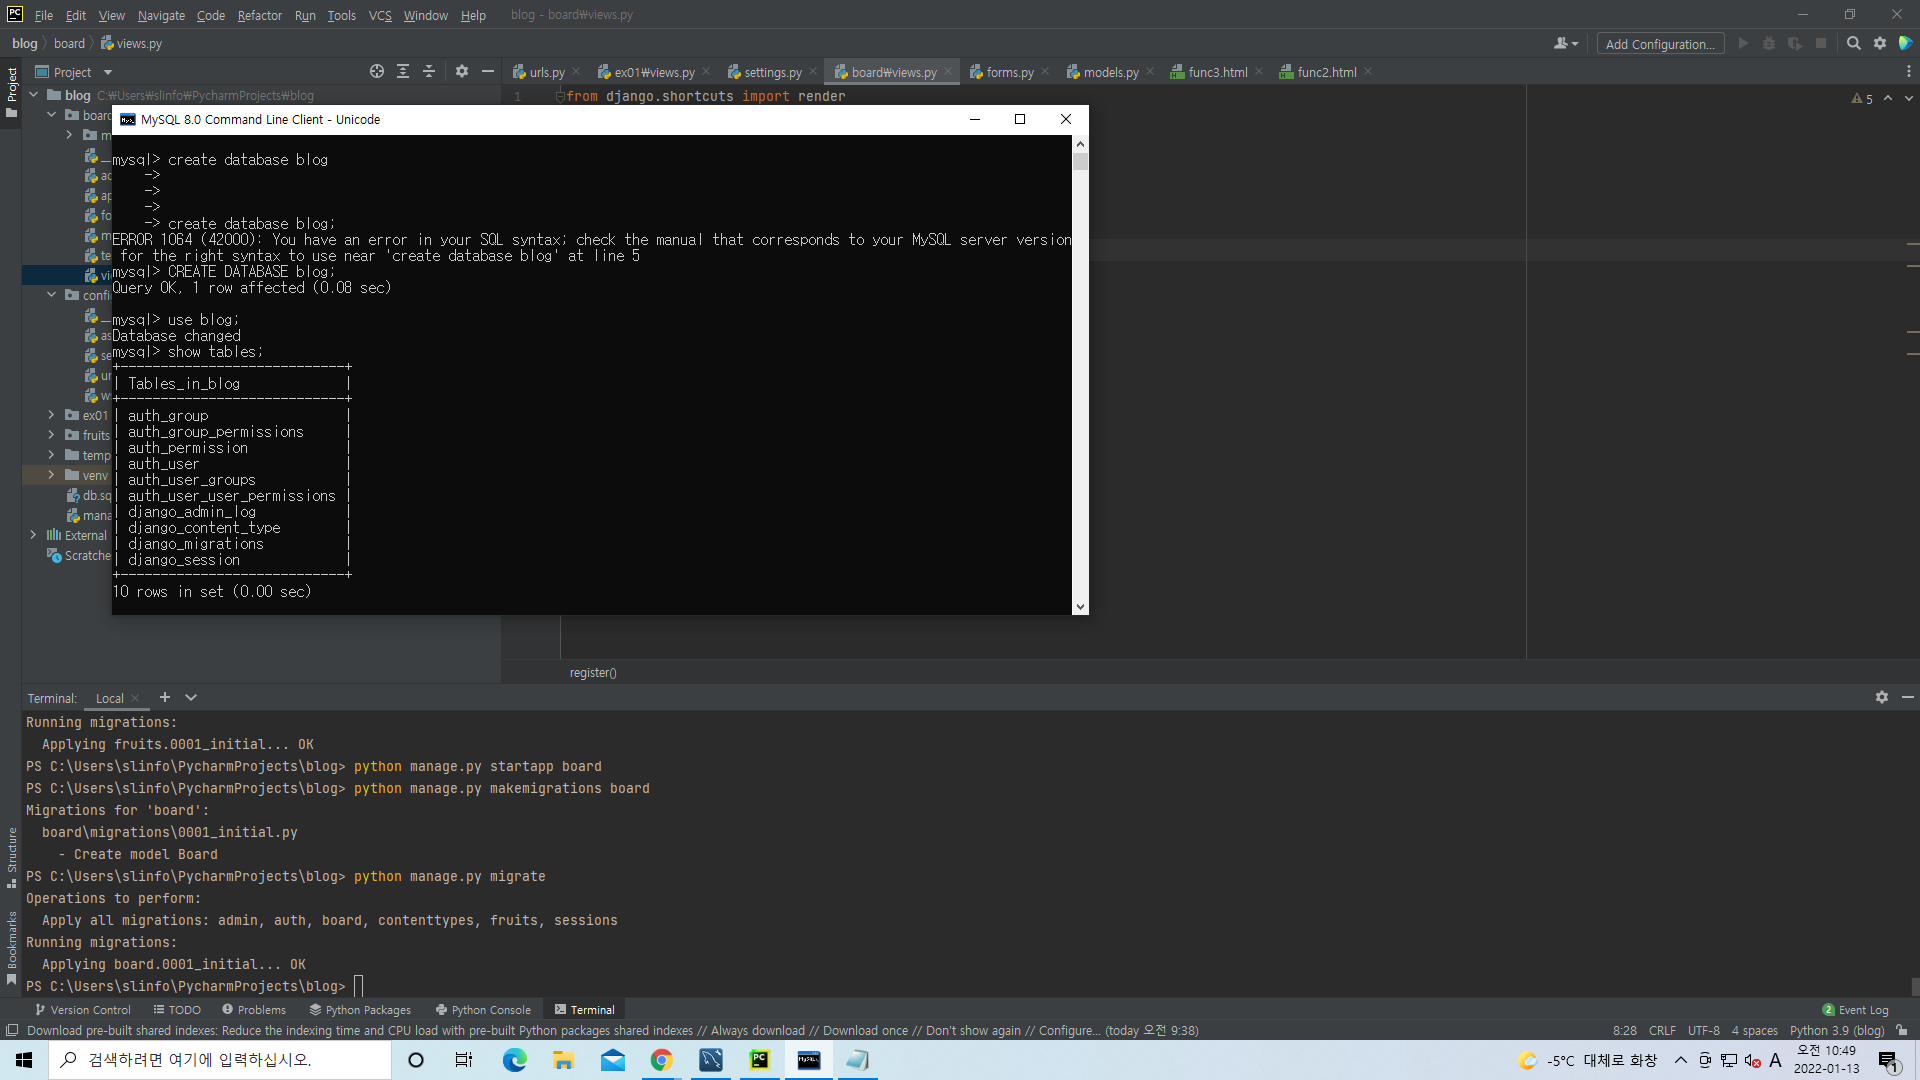 PC File Edit View Navigate Code Refactor Run Tools VCS Window Help blog - board₩views.py
blog board views.py Add Configuration...
Project urls.py ex01₩views.py settings.py board₩views.py forms.py models.py func3.html func2.html
Project
blog C:₩Users₩slinfo₩PycharmProjects₩blog
1 from django.shortcuts import render
5
MySQL 8.0 Command Line Client - Unicode
mysql> create database blog
->
->
->
-> create database blog;
ERROR 1064 (42000): You have an error in your SQL syntax; check the manual that corresponds to your MySQL server version
for the right syntax to use near 'create database blog' at line 5
mysql> CREATE DATABASE blog;
Query OK, 1 row affected (0.08 sec)
mysql> use blog;
Database changed
mysql> show tables;
+----------------------------+
| Tables_in_blog |
+----------------------------+
| auth_group |
| auth_group_permissions |
| auth_permission |
| auth_user |
| auth_user_groups |
| auth_user_user_permissions |
| django_admin_log |
| django_content_type |
| django_migrations |
| django_session |
+----------------------------+
10 rows in set (0.00 sec)
ex01
fruits
temp
venv
db.sq
mana
External
Scratche
register()
Terminal: Local
Running migrations:
Applying fruits.0001_initial... OK
PS C:\Users\slinfo\PycharmProjects\blog> python manage.py startapp board
PS C:\Users\slinfo\PycharmProjects\blog> python manage.py makemigrations board
Migrations for 'board':
board\migrations\0001_initial.py
- Create model Board
PS C:\Users\slinfo\PycharmProjects\blog> python manage.py migrate
Operations to perform:
Apply all migrations: admin, auth, board, contenttypes, fruits, sessions
Running migrations:
Applying board.0001_initial... OK
PS C:\Users\slinfo\PycharmProjects\blog>
Structure
Bookmarks
Version Control TODO Problems Python Packages Python Console Terminal 2 Event Log
Download pre-built shared indexes: Reduce the indexing time and CPU load with pre-built Python packages shared indexes // Always download // Download once // Don't show again // Configure... (today 오전 9:38) 8:28 CRLF UTF-8 4 spaces Python 3.9 (blog)
검색하려면 여기에 입력하십시오. -5°C 대체로 화창 A 오전 10:49
2022-01-13 1